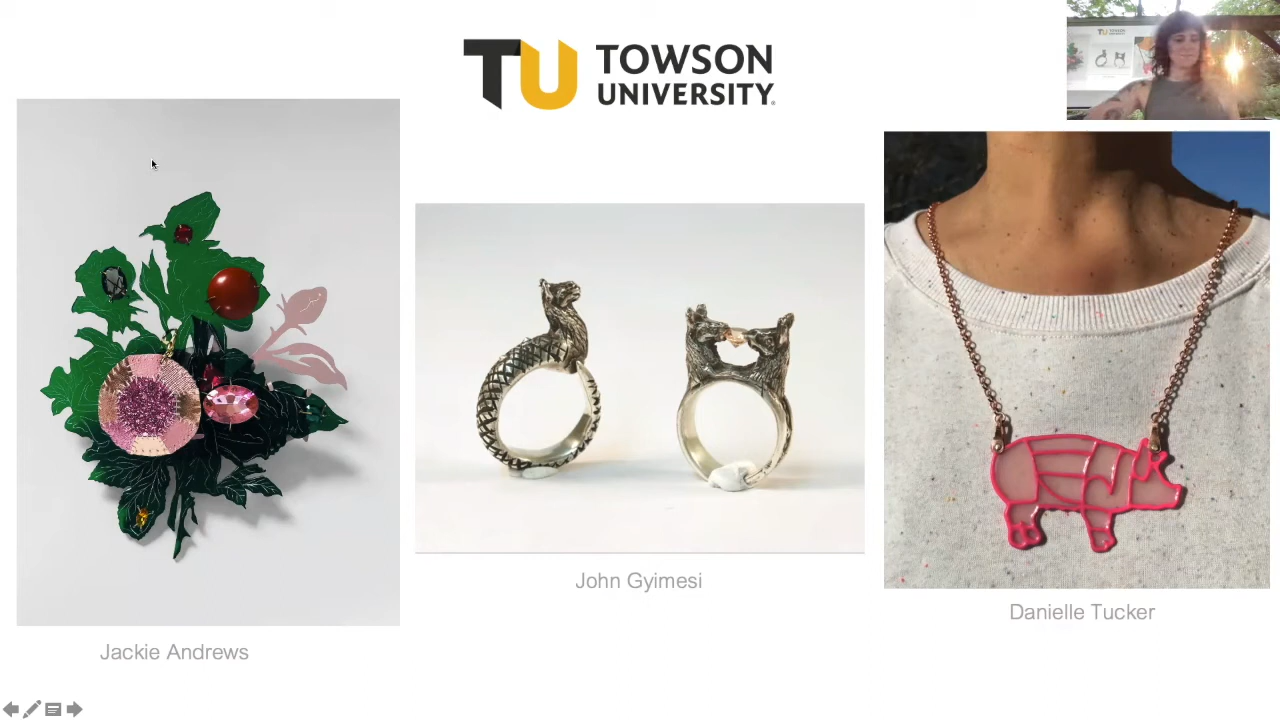 TU TOWSON
UNIVERSITY.
Jackie Andrews
John Gyimesi
Danielle Tucker